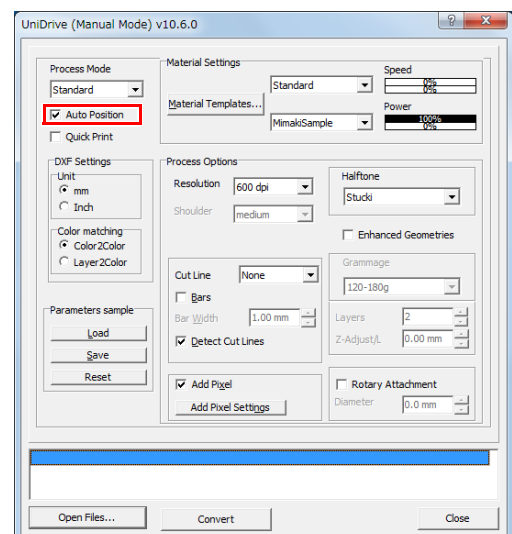 UniDrive (Manual Mode) v10.6.0
Process Mode
Standard
Auto Position
Quick Print
Material Settings
Standard
Material Templates...
MimakiSample
Speed
0%
0%
Power
100%
0%
DXF Settings
Unit
mm
Inch
Color matching
Color2Color
Layer2Color
Parameters sample
Load
Save
Reset
Process Options
Resolution
600 dpi
Shoulder
medium
Halftone
Stucki
Enhanced Geometries
Cut Line
None
Bars
Bar Width
1.00 mm
Detect Cut Lines
Grammage
120-180g
Layers
2
Z-Adjust/L
0.00 mm
Add Pixel
Add Pixel Settings
Rotary Attachment
Diameter
0.0 mm
Open Files...
Convert
Close